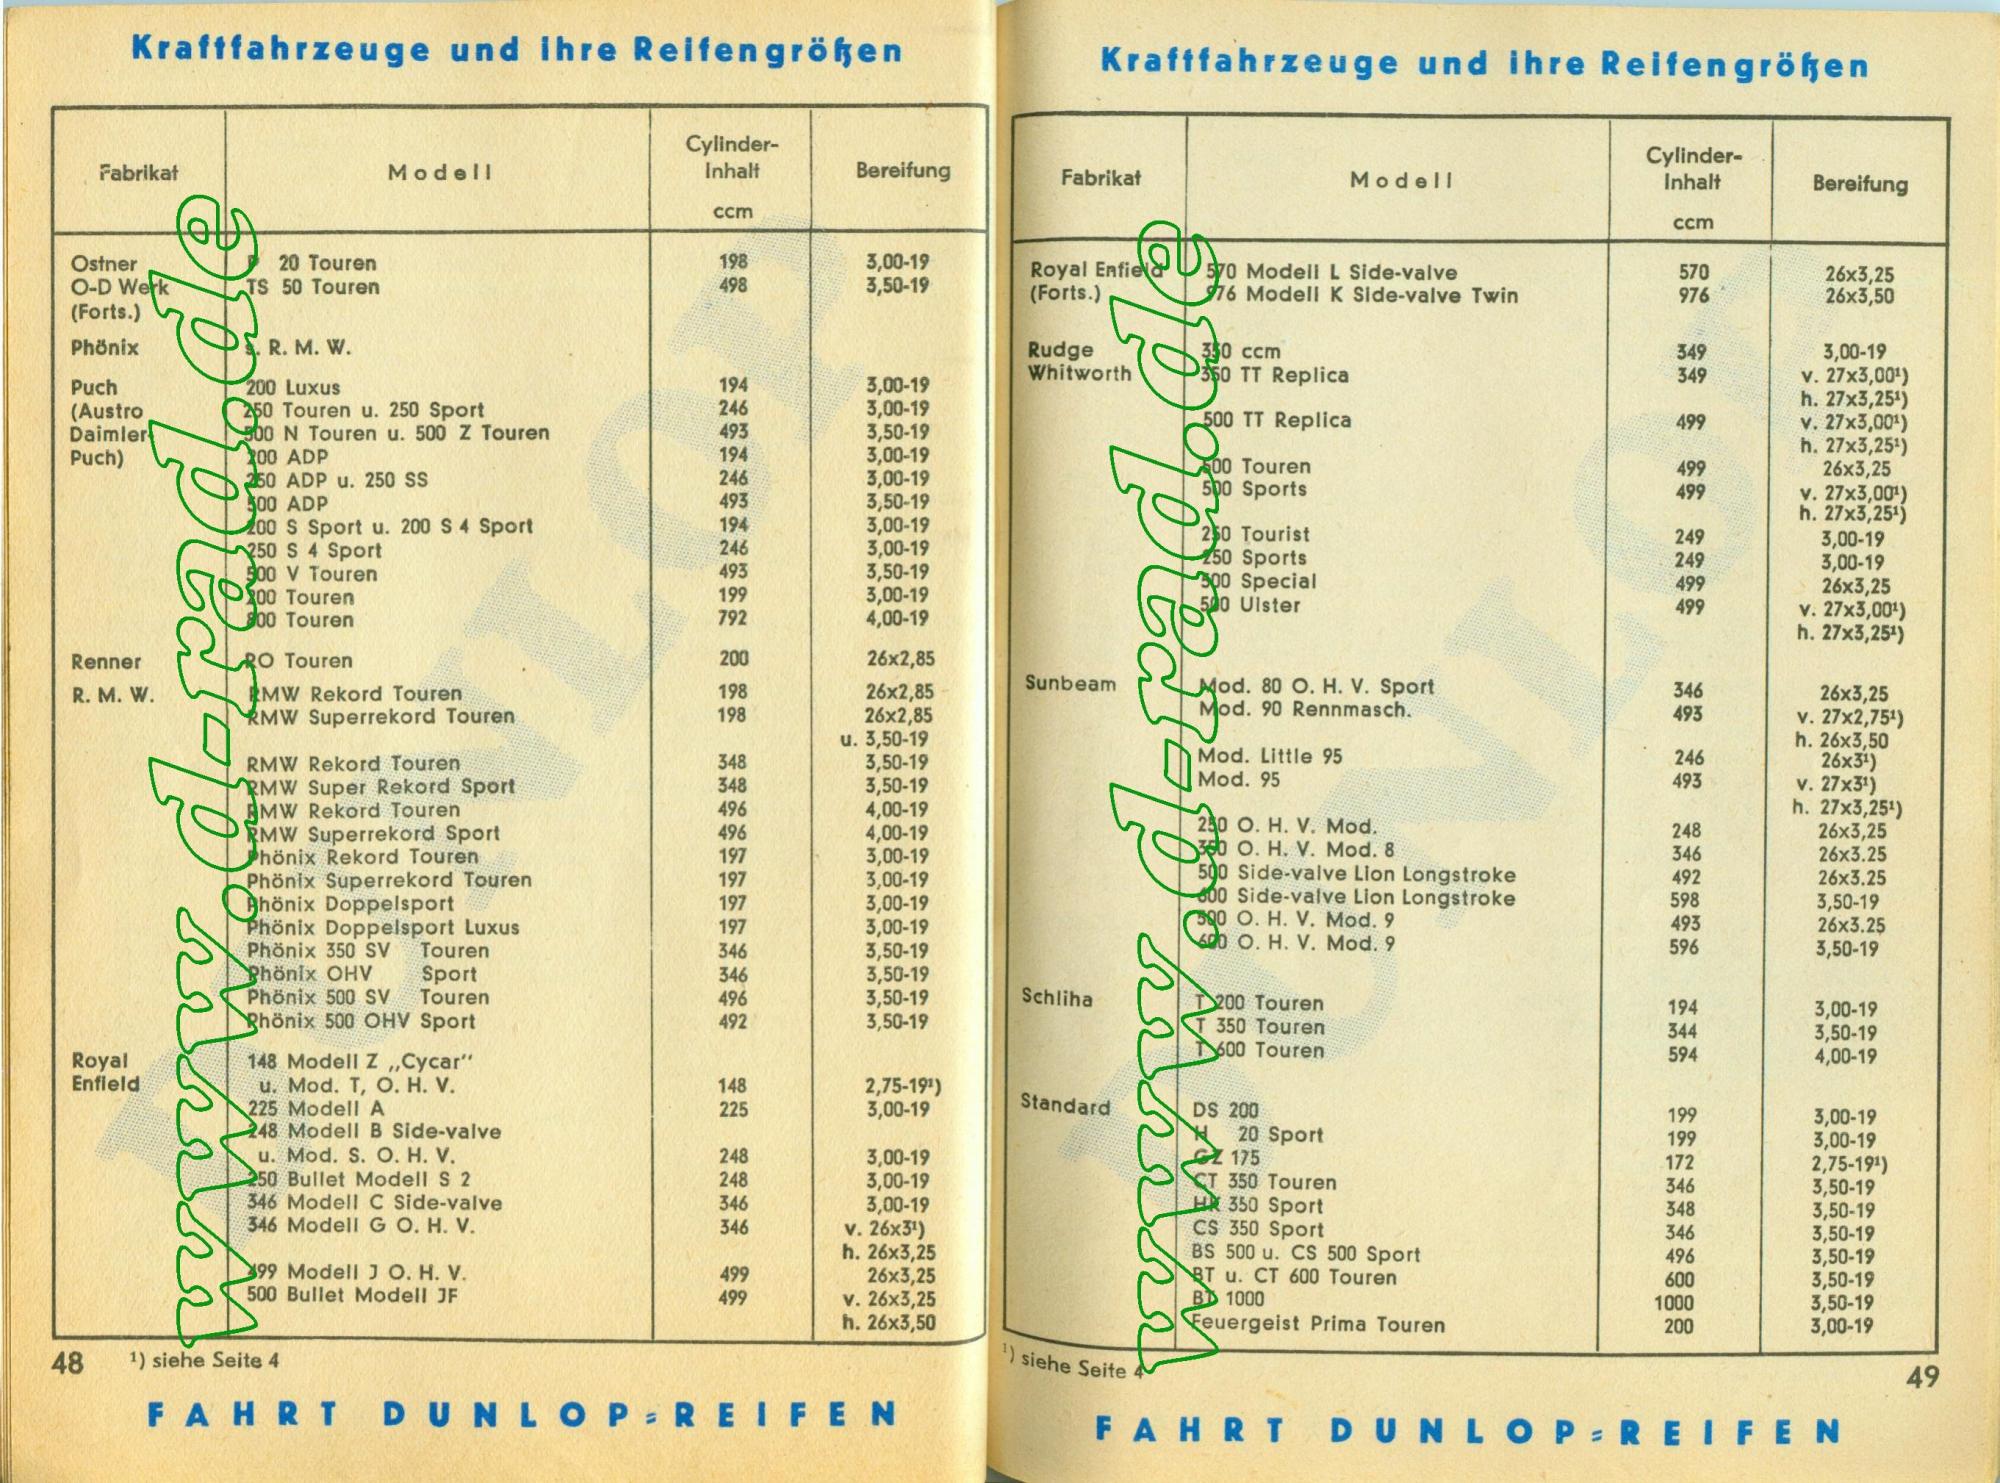 Kraftfahrzeuge und ihre Reifengrößen
Fabrikat Modell Cylinder-Inhalt ccm Bereifung
Ostner P 20 Touren 198 3,00-19
O-D Werk TS 50 Touren 498 3,50-19
(Forts.)
Phönix s. R. M. W.
Puch 200 Luxus 194 3,00-19
(Austro 250 Touren u. 250 Sport 246 3,00-19
Daimler- 500 N Touren u. 500 Z Touren 493 3,50-19
Puch) 200 ADP 194 3,00-19
250 ADP u. 250 SS 246 3,00-19
500 ADP 493 3,50-19
200 S Sport u. 200 S 4 Sport 194 3,00-19
250 S 4 Sport 246 3,00-19
500 V Touren 493 3,50-19
200 Touren 199 3,00-19
800 Touren 792 4,00-19
Renner RO Touren 200 26x2,85
R. M. W. RMW Rekord Touren 198 26x2,85
RMW Superrekord Touren 198 26x2,85
u. 3,50-19
RMW Rekord Touren 348 3,50-19
RMW Super Rekord Sport 348 3,50-19
RMW Rekord Touren 496 4,00-19
RMW Superrekord Sport 496 4,00-19
Phönix Rekord Touren 197 3,00-19
Phönix Superrekord Touren 197 3,00-19
Phönix Doppelsport 197 3,00-19
Phönix Doppelsport Luxus 197 3,00-19
Phönix 350 SV Touren 346 3,50-19
Phönix OHV Sport 346 3,50-19
Phönix 500 SV Touren 496 3,50-19
Phönix 500 OHV Sport 492 3,50-19
Royal 148 Modell Z „Cycar"
Enfield u. Mod. T, O. H. V. 148 2,75-19¹)
225 Modell A 225 3,00-19
248 Modell B Side-valve
u. Mod. S. O. H. V. 248 3,00-19
250 Bullet Modell S 2 248 3,00-19
346 Modell C Side-valve 346 3,00-19
346 Modell G O. H. V. 346 v. 26x3¹)
h. 26x3,25
499 Modell J O. H. V. 499 26x3,25
500 Bullet Modell JF 499 v. 26x3,25
h. 26x3,50
48 ¹) siehe Seite 4
FAHRT DUNLOP=REIFEN
www.d-rad.de
DUNLOP
Kraftfahrzeuge und ihre Reifengrößen
Fabrikat Modell Cylinder-Inhalt ccm Bereifung
Royal Enfield 570 Modell L Side-valve 570 26x3,25
(Forts.) 976 Modell K Side-valve Twin 976 26x3,50
Rudge 350 ccm 349 3,00-19
Whitworth 350 TT Replica 349 v. 27x3,00¹)
h. 27x3,25¹)
500 TT Replica 499 v. 27x3,00¹)
h. 27x3,25¹)
500 Touren 499 26x3,25
500 Sports 499 v. 27x3,00¹)
h. 27x3,25¹)
250 Tourist 249 3,00-19
250 Sports 249 3,00-19
500 Special 499 26x3,25
500 Ulster 499 v. 27x3,00¹)
h. 27x3,25¹)
Sunbeam Mod. 80 O. H. V. Sport 346 26x3,25
Mod. 90 Rennmasch. 493 v. 27x2,75¹)
h. 26x3,50
Mod. Little 95 246 26x3¹)
Mod. 95 493 v. 27x3¹)
h. 27x3,25¹)
250 O. H. V. Mod. 248 26x3,25
350 O. H. V. Mod. 8 346 26x3.25
500 Side-valve Lion Longstroke 492 26x3.25
600 Side-valve Lion Longstroke 598 3,50-19
500 O. H. V. Mod. 9 493 26x3.25
600 O. H. V. Mod. 9 596 3,50-19
Schliha T 200 Touren 194 3,00-19
T 350 Touren 344 3,50-19
T 600 Touren 594 4,00-19
Standard DS 200 199 3,00-19
H 20 Sport 199 3,00-19
GZ 175 172 2,75-19¹)
CT 350 Touren 346 3,50-19
HK 350 Sport 348 3,50-19
CS 350 Sport 346 3,50-19
BS 500 u. CS 500 Sport 496 3,50-19
BT u. CT 600 Touren 600 3,50-19
BT 1000 1000 3,50-19
Feuergeist Prima Touren 200 3,00-19
¹) siehe Seite 4 49
FAHRT DUNLOP=REIFEN
www.d-rad.de
DUNLOP